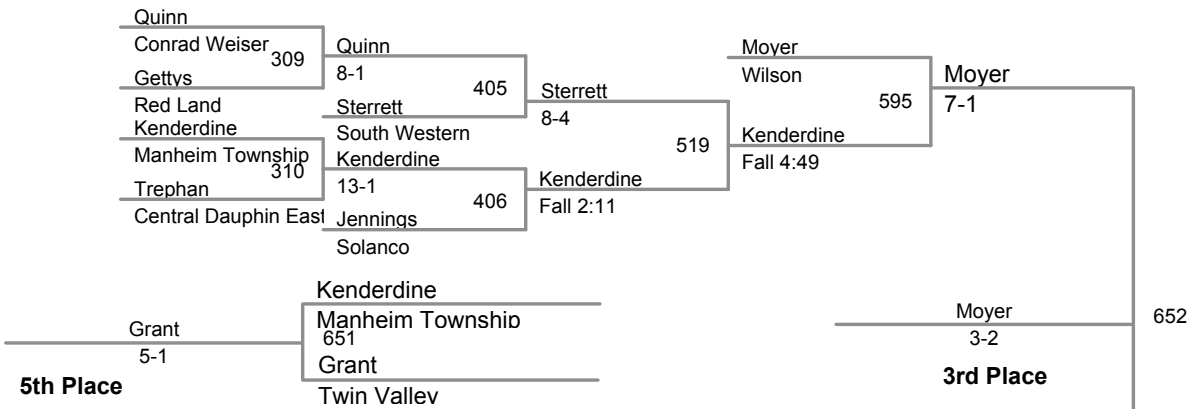 Quinn
Conrad Weiser
309
Gettys
Red Land
Kenderdine
Manheim Township
310
Trephan
Central Dauphin East
Quinn
8-1
405
Sterrett
South Western
Kenderdine
13-1
406
Jennings
Solanco
Sterrett
8-4
519
Kenderdine
Fall 2:11
Moyer
Wilson
595
Kenderdine
Fall 4:49
Moyer
7-1
Kenderdine
Manheim Township
651
Grant
Twin Valley
Grant
5-1
5th Place
Moyer
3-2
652
3rd Place